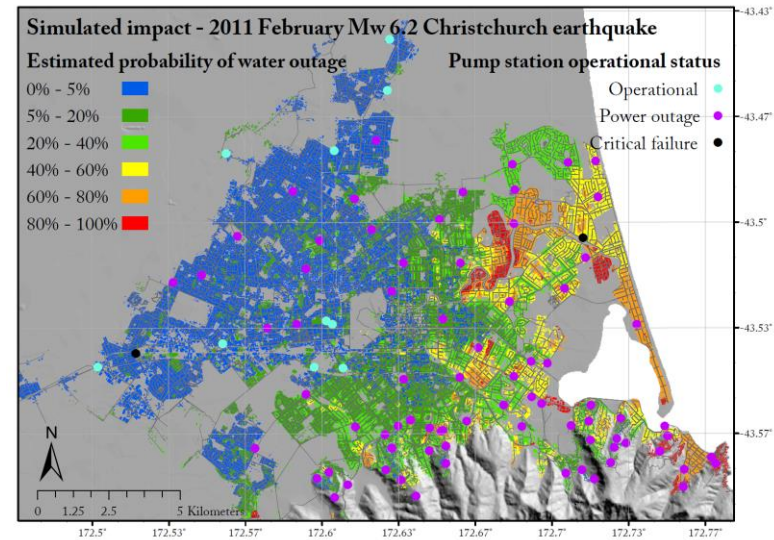 Simulated impact - 2011 February Mw 6.2 Christchurch earthquake
Estimated probability of water outage
0% - 5%
5% - 20%
20% - 40%
40% - 60%
60% - 80%
80% - 100%
Pump station operational status
Operational
Power outage
Critical failure
-43.43°
-43.47°
-43.5°
-43.53°
-43.57°
N
0 1.25 2.5 5 Kilometers
172.5° 172.53° 172.57° 172.6° 172.63° 172.67° 172.7° 172.73° 172.77°